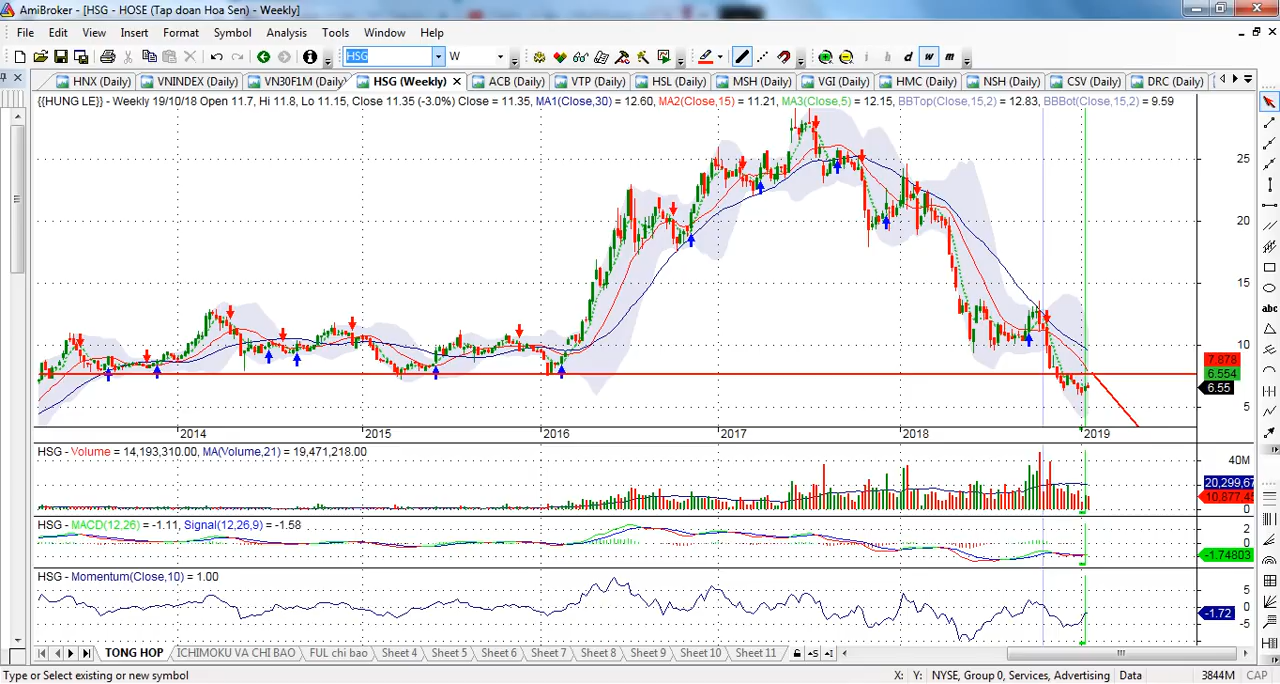 AmiBroker - [HSG - HOSE (Tap doan Hoa Sen) - Weekly]
File Edit View Insert Format Symbol Analysis Tools Window Help
HSG W i h d w m
HNX (Daily) VNINDEX (Daily) VN30F1M (Daily) HSG (Weekly) ACB (Daily) VTP (Daily) HSL (Daily) MSH (Daily) VGI (Daily) HMC (Daily) NSH (Daily) CSV (Daily) DRC (Daily)
{{HUNG LE}} - Weekly 19/10/18 Open 11.7, Hi 11.8, Lo 11.15, Close 11.35 (-3.0%) Close = 11.35, MA1(Close,30) = 12.60, MA2(Close,15) = 11.21, MA3(Close,5) = 12.15, BBTop(Close,15,2) = 12.83, BBBot(Close,15,2) = 9.59
25
20
15
10
7.878
6.554
6.55
5
abc
2014 2015 2016 2017 2018 2019
HSG - Volume = 14,193,310.00, MA(Volume,21) = 19,471,218.00
40M
20,299,67
10,877,45
0
HSG - MACD(12,26) = -1.11, Signal(12,26,9) = -1.58
2
0
-1.74803
HSG - Momentum(Close,10) = 1.00
5
0
-1.72
-5
TONG HOP ICHIMOKU VA CHI BAO FUL chi bao Sheet 4 Sheet 5 Sheet 6 Sheet 7 Sheet 8 Sheet 9 Sheet 10 Sheet 11
Type or Select existing or new symbol X: Y: NYSE, Group 0, Services, Advertising Data 3844M CAP